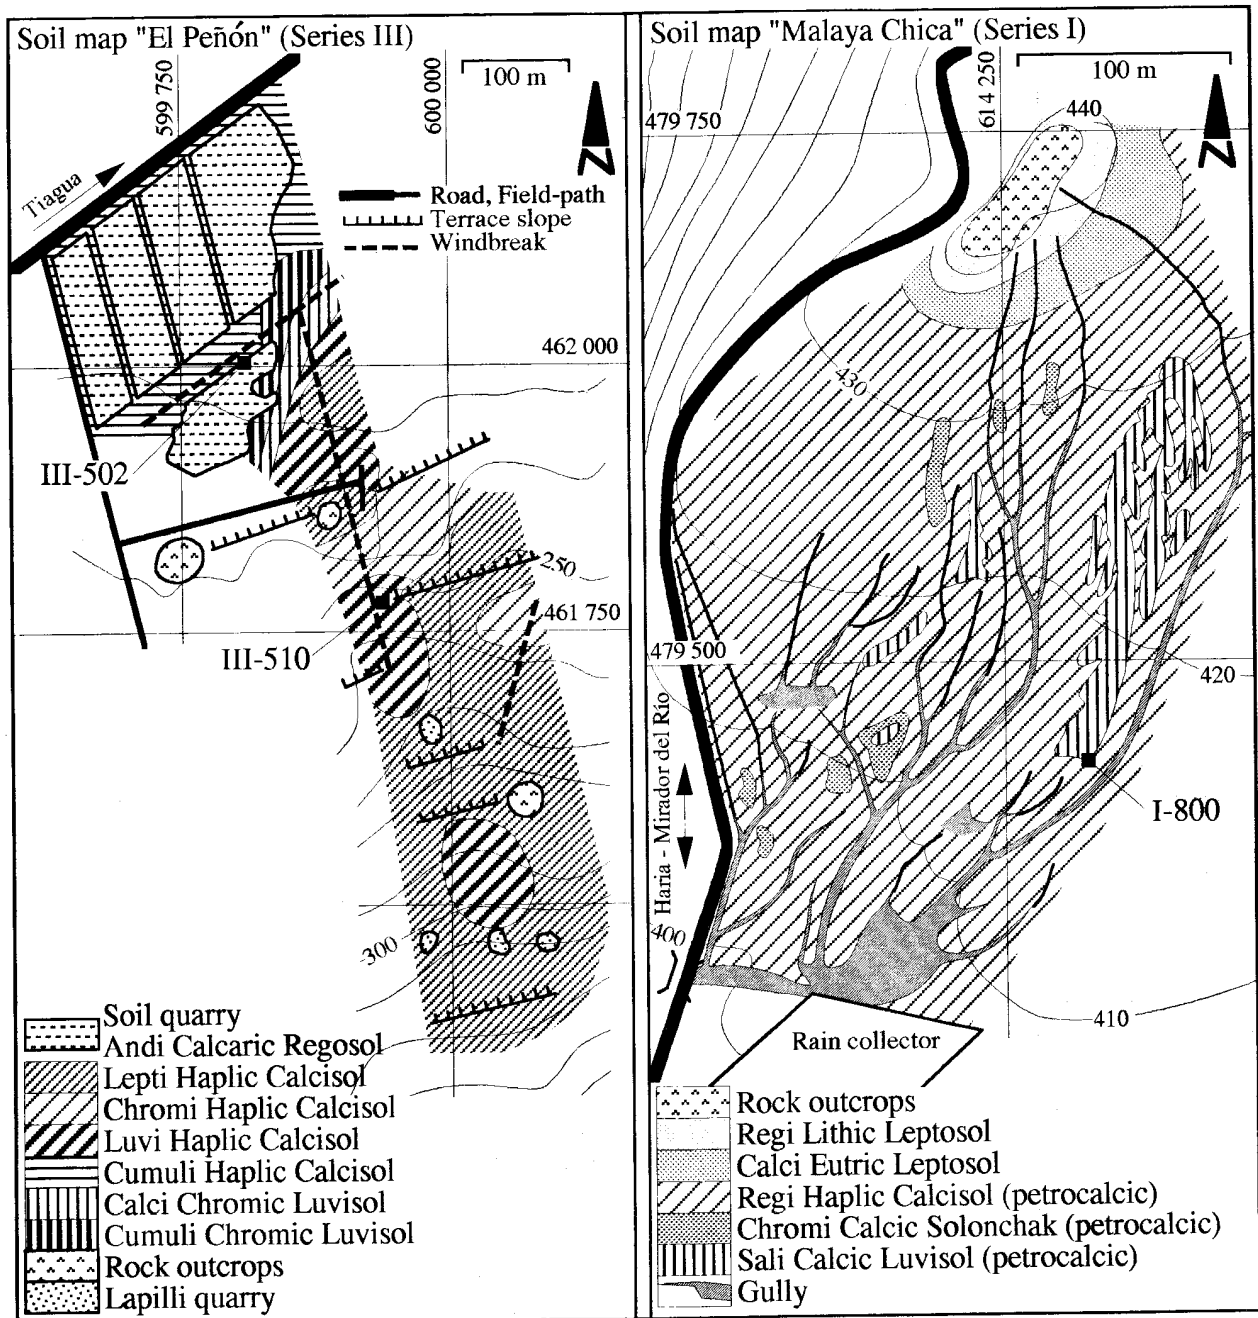 Soil map "El Peñón" (Series III)
599 750
600 000
100 m
N
Tiagua
Road, Field-path
Terrace slope
Windbreak
462 000
III-502
250
461 750
III-510
300
Soil quarry
Andi Calcaric Regosol
Lepti Haplic Calcisol
Chromi Haplic Calcisol
Luvi Haplic Calcisol
Cumuli Haplic Calcisol
Calci Chromic Luvisol
Cumuli Chromic Luvisol
Rock outcrops
Lapilli quarry
Soil map "Malaya Chica" (Series I)
614 250
100 m
479 750
440
N
430
479 500
420
Haria - Mirador del Rio
I-800
400
410
Rain collector
Rock outcrops
Regi Lithic Leptosol
Calci Eutric Leptosol
Regi Haplic Calcisol (petrocalcic)
Chromi Calcic Solonchak (petrocalcic)
Sali Calcic Luvisol (petrocalcic)
Gully